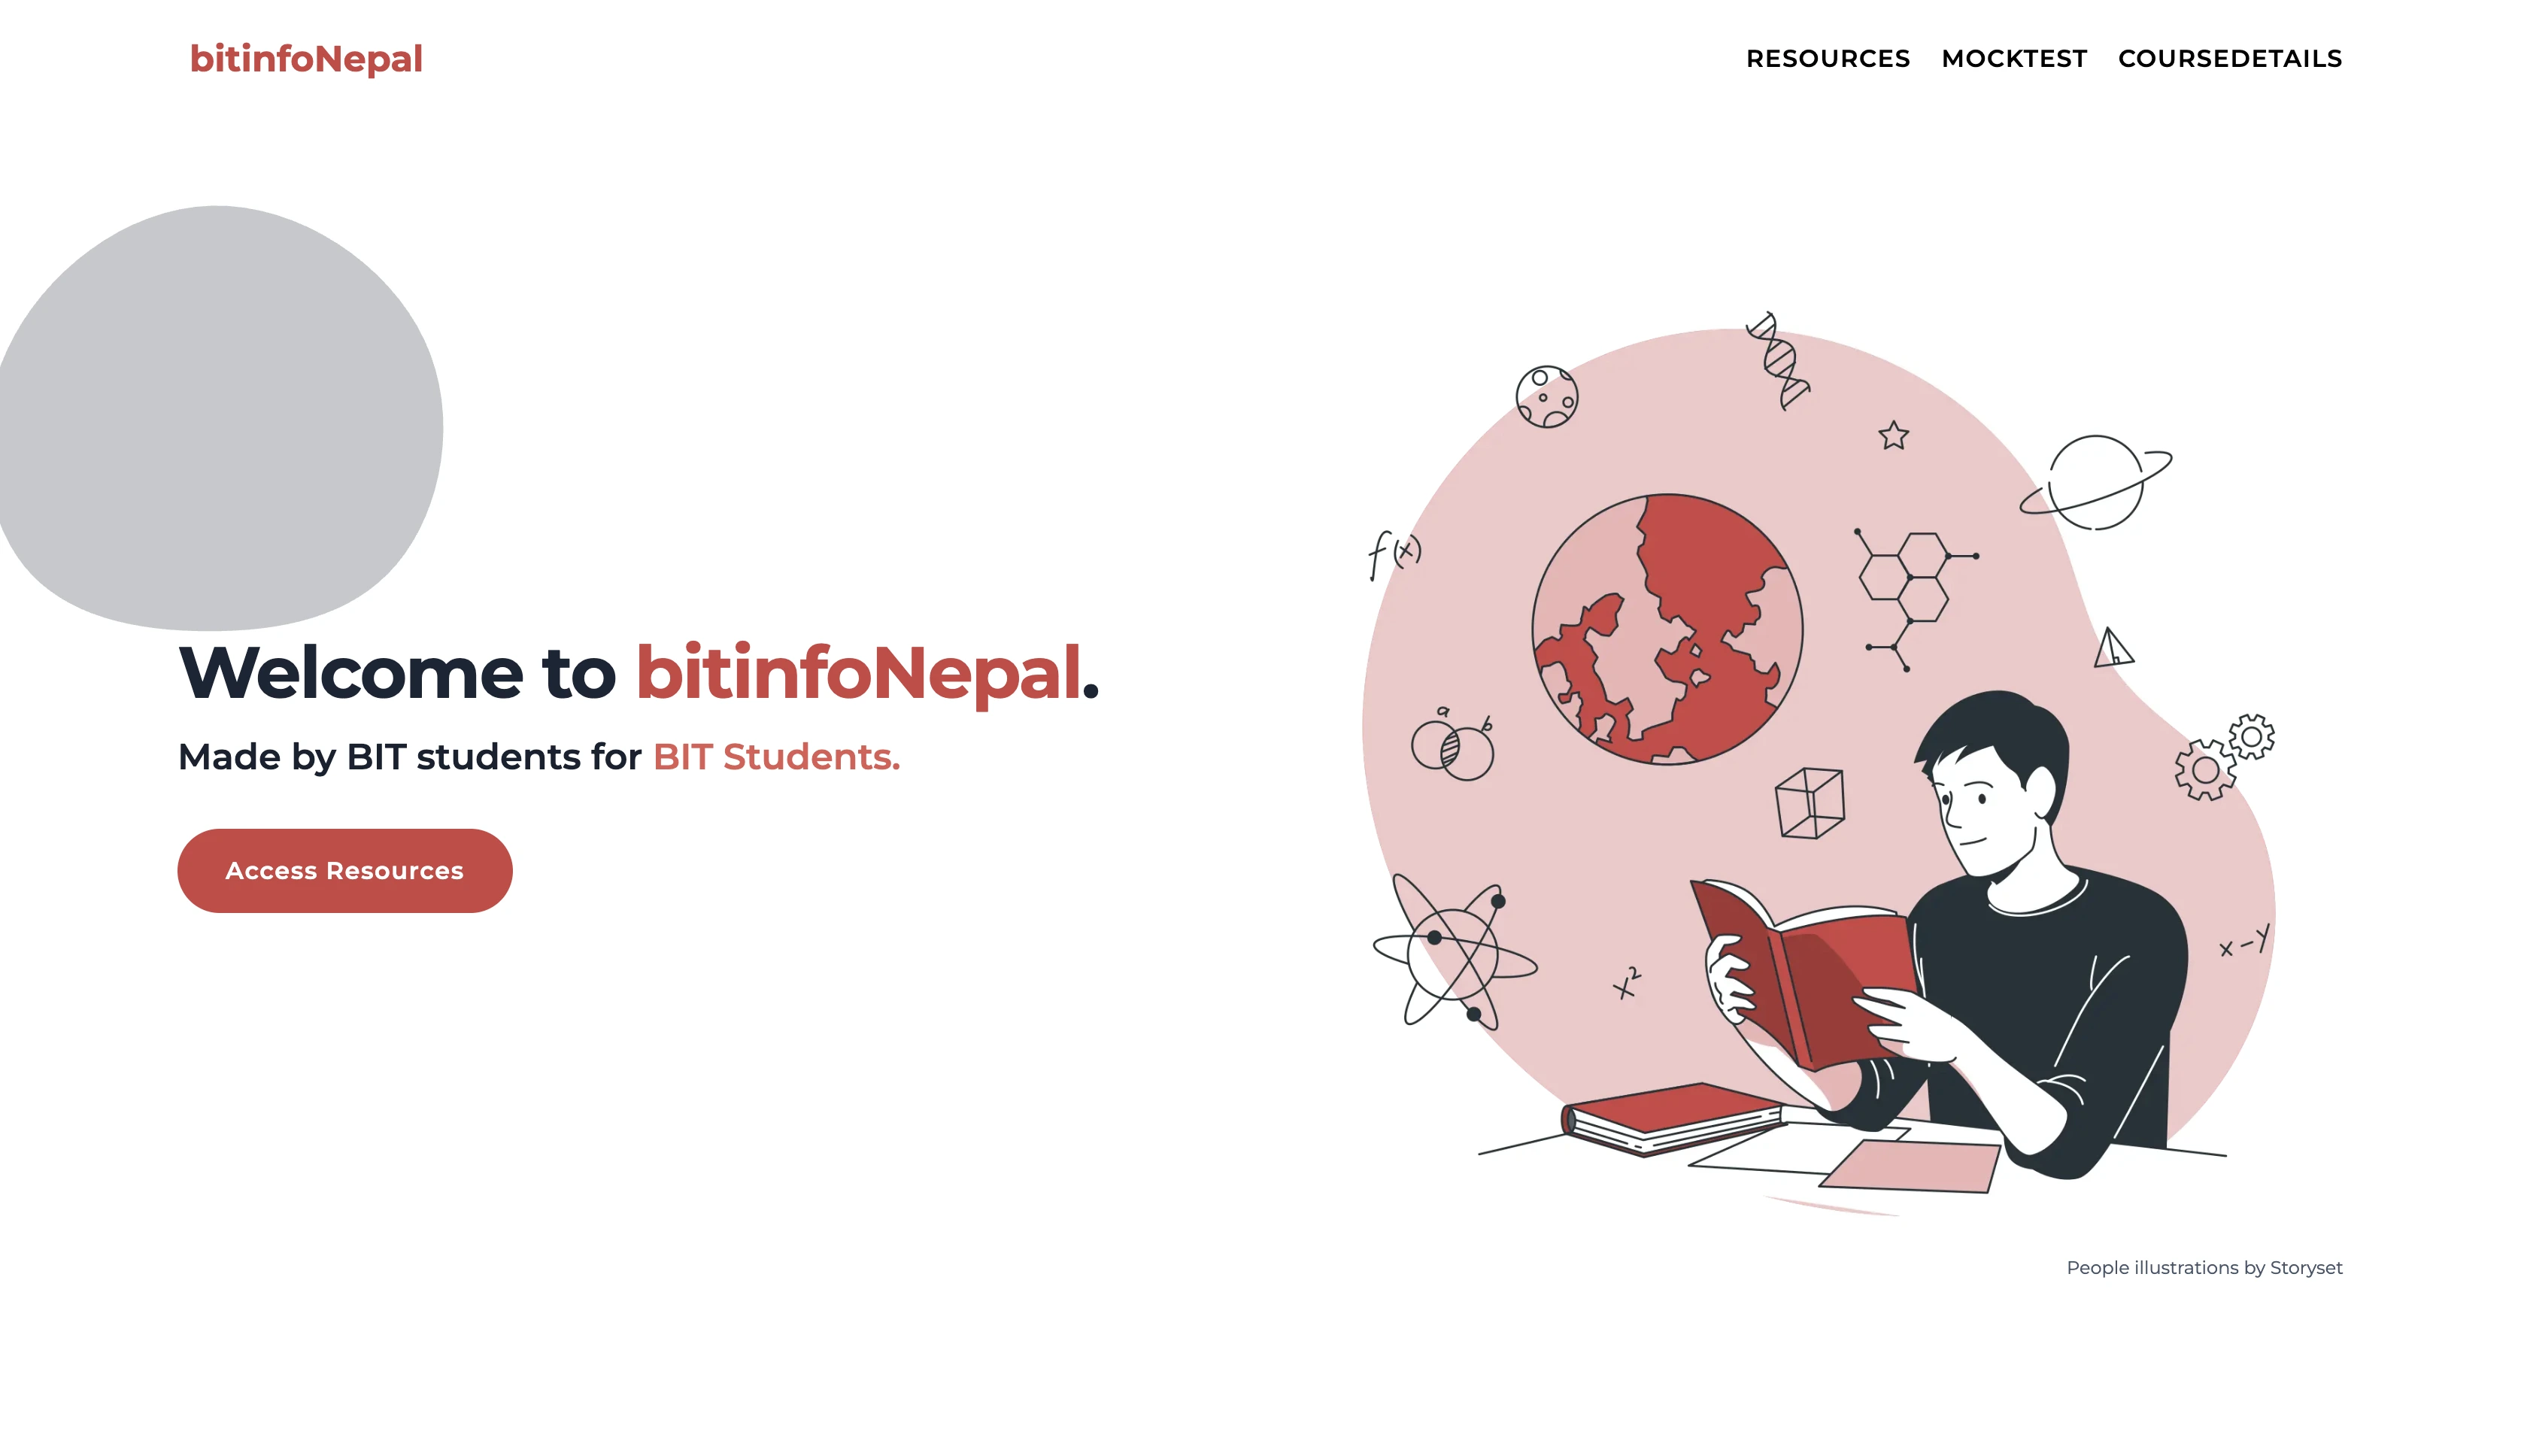 bitinfoNepal
RESOURCES MOCKTEST COURSEDETAILS
Welcome to bitinfoNepal.
Made by BIT students for BIT Students.
Access Resources
f(x)
a b
x²
x-y
People illustrations by Storyset